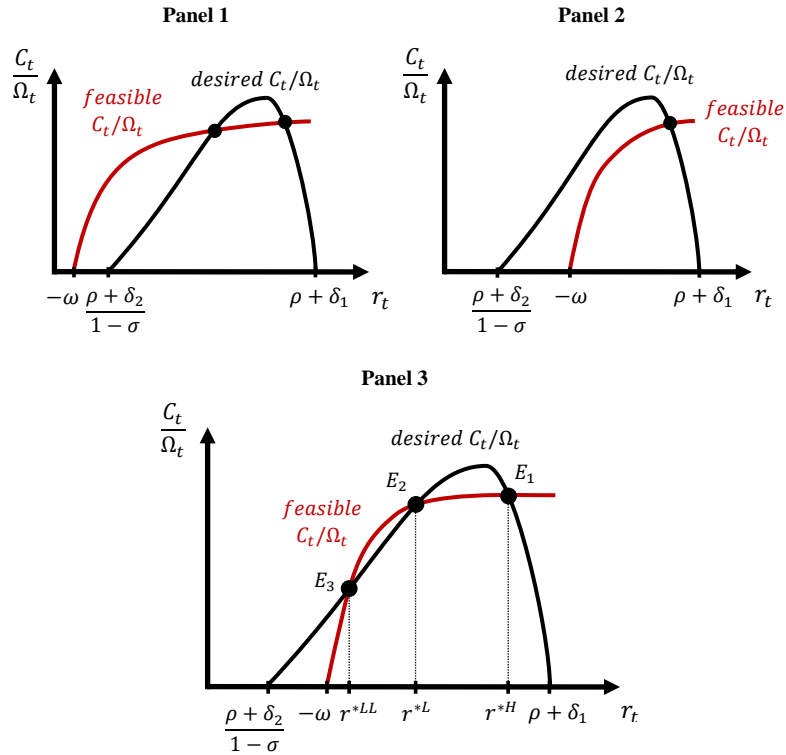 Panel 1
C_t
Ω_t
desired C_t/Ω_t
feasible
C_t/Ω_t
−ω
ρ + δ_2
1 − σ
ρ + δ_1
r_t
Panel 2
C_t
Ω_t
desired C_t/Ω_t
feasible
C_t/Ω_t
ρ + δ_2
1 − σ
−ω
ρ + δ_1
r_t
Panel 3
C_t
Ω_t
desired C_t/Ω_t
E_2
E_1
feasible
C_t/Ω_t
E_3
ρ + δ_2
1 − σ
−ω
r^{*LL}
r^{*L}
r^{*H}
ρ + δ_1
r_t